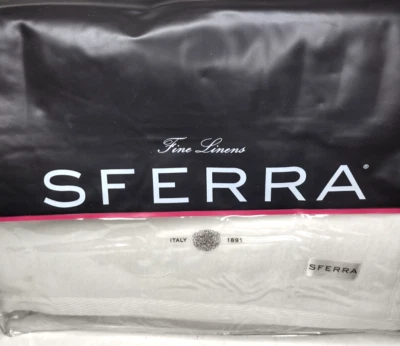 Fine Linens
SFERRA®
ITALY 1891
SFERRA